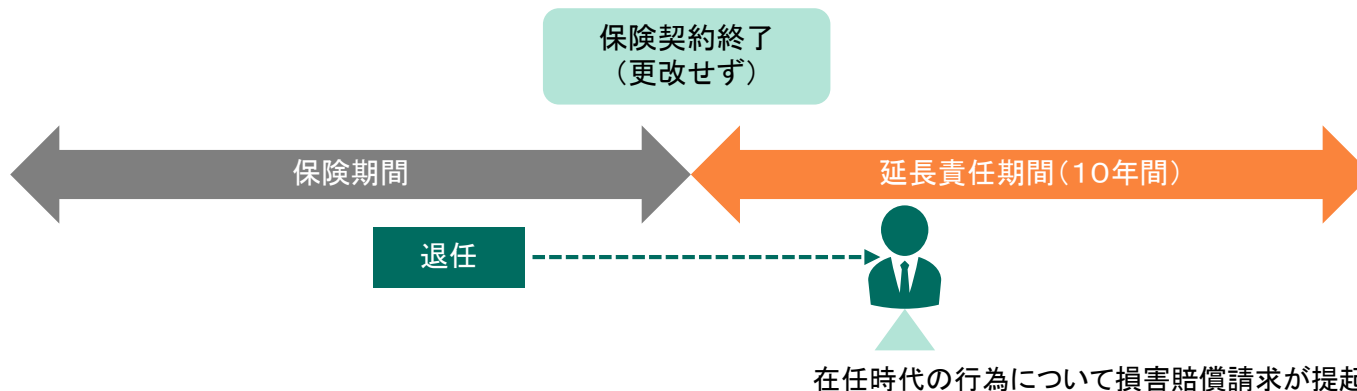 保険契約終了
（更改せず）
保険期間
延長責任期間（１０年間）
退任
在任時代の行為について損害賠償請求が提起